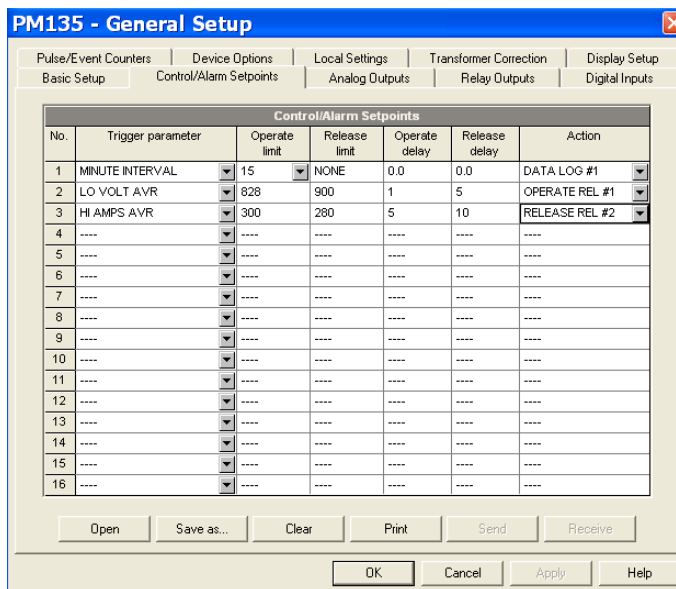 PM135 - General Setup
Pulse/Event Counters Device Options Local Settings Transformer Correction Display Setup
Basic Setup Control/Alarm Setpoints Analog Outputs Relay Outputs Digital Inputs
Control/Alarm Setpoints
No. Trigger parameter Operate limit Release limit Operate delay Release delay Action
1 MINUTE INTERVAL 15 NONE 0.0 0.0 DATA LOG #1
2 LO VOLT AVR 828 900 1 5 OPERATE REL #1
3 HI AMPS AVR 300 280 5 10 RELEASE REL #2
4 ---- ---- ---- ---- ---- ----
5 ---- ---- ---- ---- ---- ----
6 ---- ---- ---- ---- ---- ----
7 ---- ---- ---- ---- ---- ----
8 ---- ---- ---- ---- ---- ----
9 ---- ---- ---- ---- ---- ----
10 ---- ---- ---- ---- ---- ----
11 ---- ---- ---- ---- ---- ----
12 ---- ---- ---- ---- ---- ----
13 ---- ---- ---- ---- ---- ----
14 ---- ---- ---- ---- ---- ----
15 ---- ---- ---- ---- ---- ----
16 ---- ---- ---- ---- ---- ----
Open Save as... Clear Print Send Receive
OK Cancel Apply Help